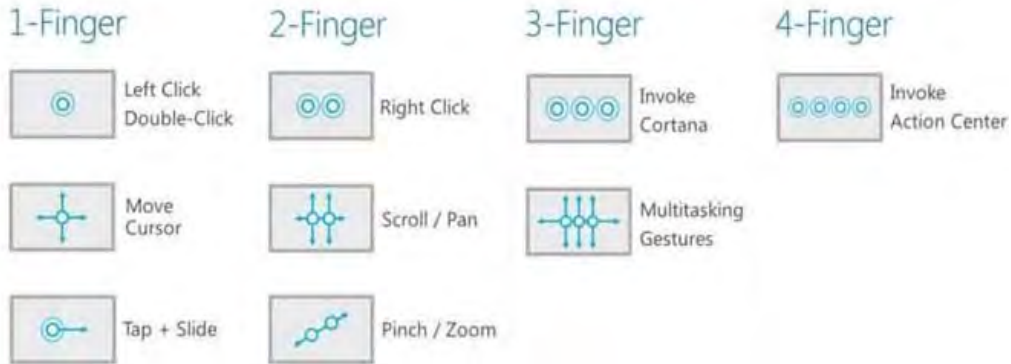 1-Finger
2-Finger
3-Finger
4-Finger
Left Click
Double-Click
Right Click
Invoke
Cortana
Invoke
Action Center
Move
Cursor
Scroll / Pan
Multitasking
Gestures
Tap + Slide
Pinch / Zoom